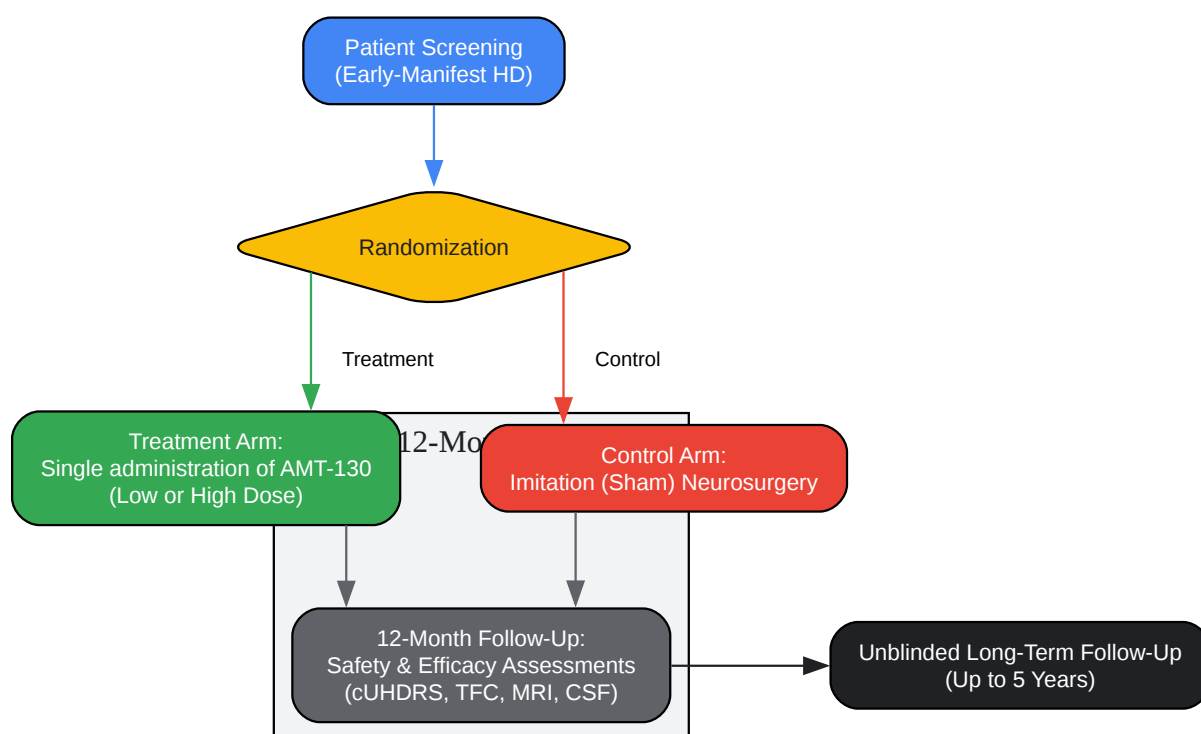 Patient Screening
(Early-Manifest HD)
Randomization
Treatment
Control
Treatment Arm:
Single administration of AMT-130
(Low or High Dose)
Control Arm:
Imitation (Sham) Neurosurgery
12-Month Follow-Up:
Safety & Efficacy Assessments
(cUHDRS, TFC, MRI, CSF)
Unblinded Long-Term Follow-Up
(Up to 5 Years)